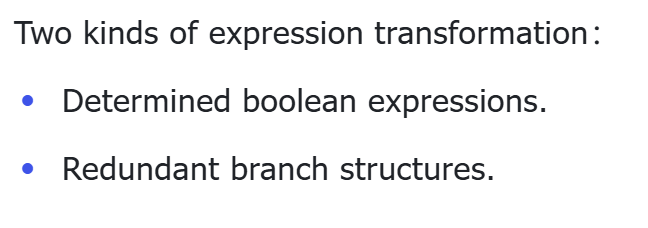 Two kinds of expression transformation:
• Determined boolean expressions.
• Redundant branch structures.